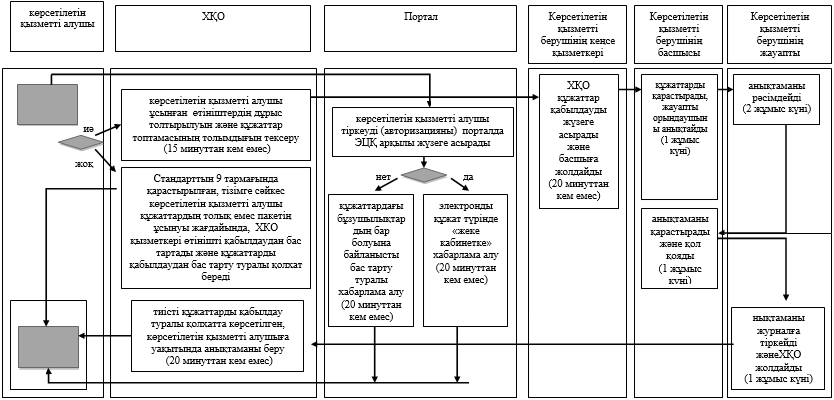 көрсетілетін
қызметті алушы
ХҚО
Портал
Көрсетілетін
қызметті
берушінің кеңсе
қызметкері
Көрсетілетін
қызметті
берушінің
басшысы
Көрсетілетін
қызметті
берушінің
жауапты
иә
жоқ
көрсетілетін қызметті алушы
ұсынған өтініштердің дұрыс
толтырылуын және құжаттар
топтамасының толымдығын тексеру
(15 минуттан кем емес)
Стандарттын 9 тармағында
қарастырылған, тізімге сәйкес
көрсетілетін қызметті алушы
құжаттардың толық емес пакетін
ұсынуы жағдайында, ХКО
қызметкері өтінішті қабылдаудан бас
тартады және құжаттарды
қабылдаудан бас тарту туралы қолхат
береді
тиісті құжаттарды қабылдау
туралы қолхатта көрсетілген,
көрсетілетін қызметті алушыға
уақытында анықтаманы беру
(20 минуттан кем емес)
көрсетілетін қызметті алушы
тіркеуді (авторизацияны) порталда
ЭЦҚ арқылы жүзеге асырады
нет
да
құжаттардағы
бұзушылықтар
дың бар
болуына
байланысты
бас тарту
туралы
хабарлама алу
(20 минуттан
кем емес)
электронды
құжат түрінде
«жеке
кабинетке»
хабарлама алу
(20 минуттан
кем емес)
ХҚО
құжаттар
қабылдауды
жүзеге
асырады
және
басшыға
жолдайды
(20 минуттан
кем емес)
құжаттарды
қарастырады,
жауапты
орындаушын
ы анықтайды
(1 жұмыс
күні)
анықтаманы
қарастырады
және қол
қояды
(1 жұмыс
күні)
анықтаманы
рәсімдейді
(2 жұмыс күні)
нықтаманы
журналға
тіркейді
жәнеХҚО
жолдайды
(1 жұмыс күні)